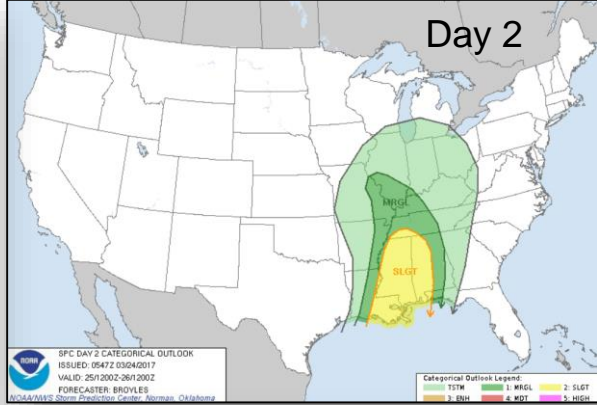 Day 2
MRGL
SLGT
NOAA
SPC DAY 2 CATEGORICAL OUTLOOK
ISSUED: 0547Z 03/24/2017
VALID: 25/1200Z-26/1200Z
FORECASTER: BROYLES
NOAA/NWS Storm Prediction Center, Norman, Oklahoma
Categorical Outlook Legend:
TSTM 1: MRGL 2: SLGT
3: ENH 4: MDT 5: HIGH